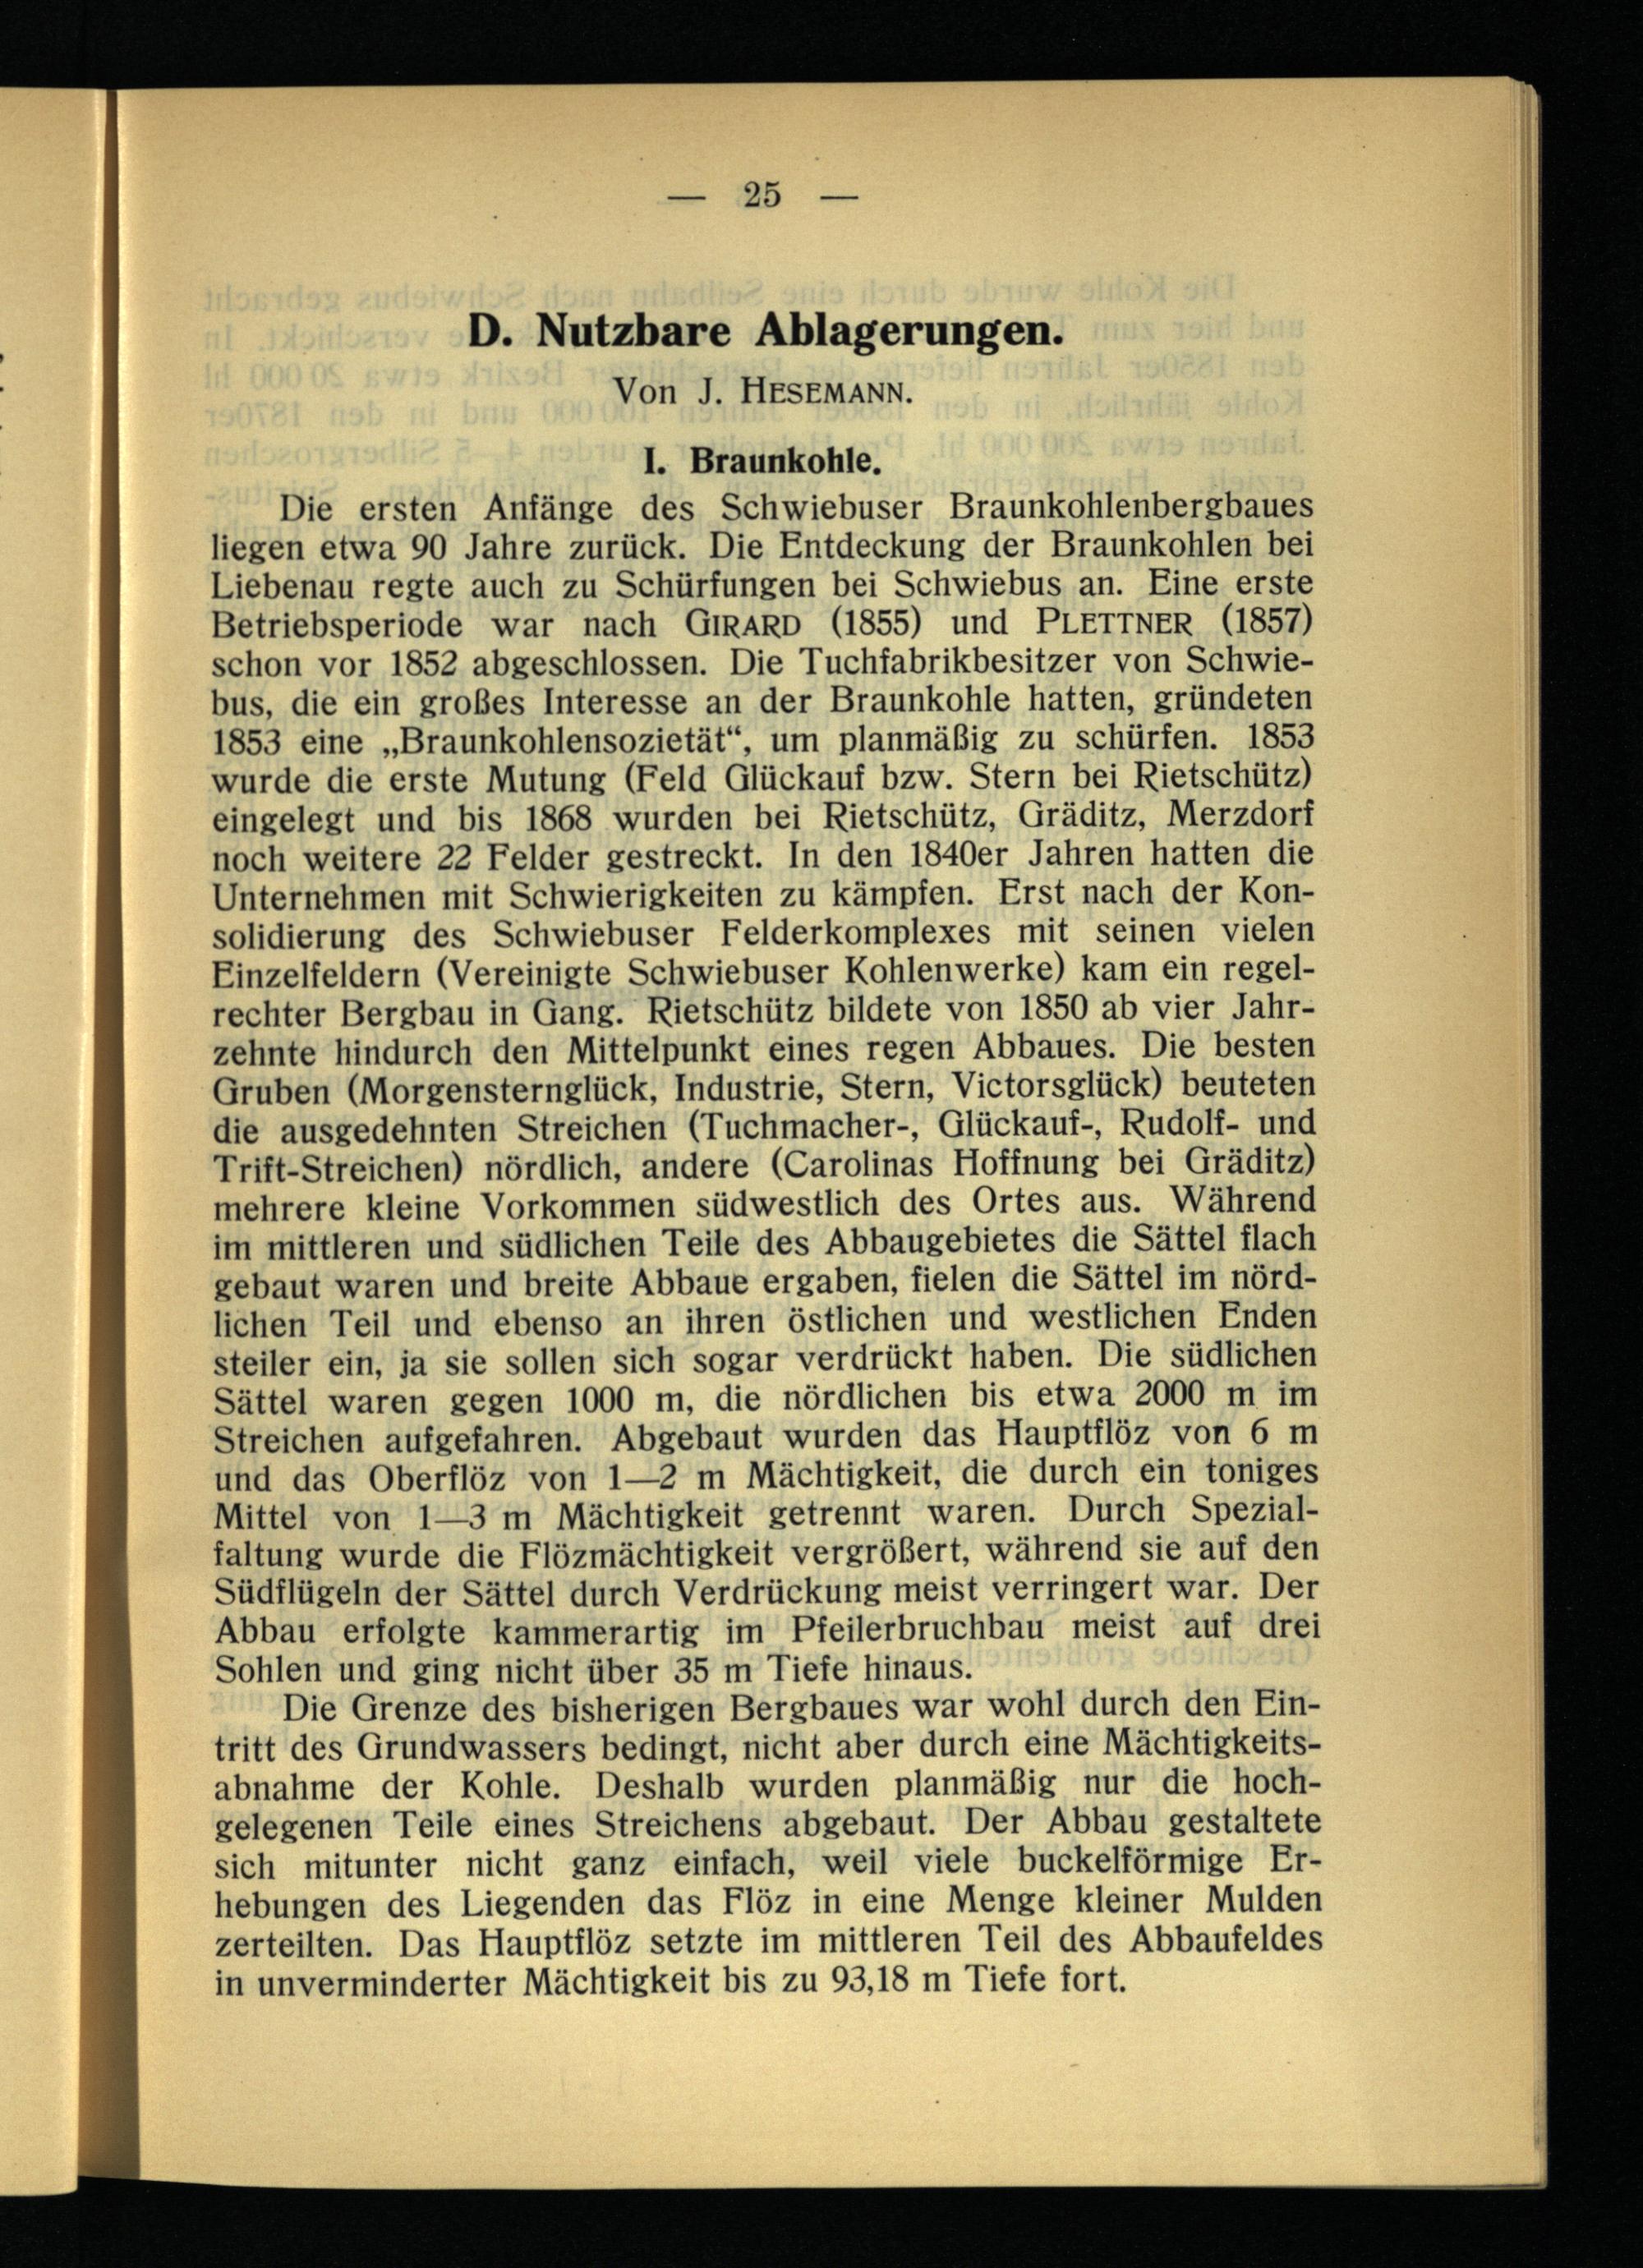 — 25 —
D. Nutzbare Ablagerungen.
Von J. HESEMANN.
I. Braunkohle.
Die ersten Anfänge des Schwiebuser Braunkohlenbergbaues
liegen etwa 90 Jahre zurück. Die Entdeckung der Braunkohlen bei
Liebenau regte auch zu Schürfungen bei Schwiebus an. Eine erste
Betriebsperiode war nach GIRARD (1855) und PLETTNER (1857)
schon vor 1852 abgeschlossen. Die Tuchfabrikbesitzer von Schwie-
bus, die ein großes Interesse an der Braunkohle hatten, gründeten
1853 eine „Braunkohlensozietät“, um planmäßig zu schürfen. 1853
wurde die erste Mutung (Feld Glückauf bzw. Stern bei Rietschütz)
eingelegt und bis 1868 wurden bei Rietschütz, Gräditz, Merzdorf
noch weitere 22 Felder gestreckt. In den 1840er Jahren hatten die
Unternehmen mit Schwierigkeiten zu kämpfen. Erst nach der Kon-
solidierung des Schwiebuser Felderkomplexes mit seinen vielen
Einzelfeldern (Vereinigte Schwiebuser Kohlenwerke) kam ein regel-
rechter Bergbau in Gang. Rietschütz bildete von 1850 ab vier Jahr-
zehnte hindurch den Mittelpunkt eines regen Abbaues. Die besten
Gruben (Morgensternglück, Industrie, Stern, Victorsglück) beuteten
die ausgedehnten Streichen (Tuchmacher-, Glückauf-, Rudolf- und
Trift-Streichen) nördlich, andere (Carolinas Hoffnung bei Gräditz)
mehrere kleine Vorkommen südwestlich des Ortes aus. Während
im mittleren und südlichen Teile des Abbaugebietes die Sättel flach
gebaut waren und breite Abbaue ergaben, fielen die Sättel im nörd-
lichen Teil und ebenso an ihren östlichen und westlichen Enden
steiler ein, ja sie sollen sich sogar verdrückt haben. Die südlichen
Sättel waren gegen 1000 m, die nördlichen bis etwa 2000 m im
Streichen aufgefahren. Abgebaut wurden das Hauptflöz von 6 m
und das Oberflöz von 1—2 m Mächtigkeit, die durch ein toniges
Mittel von 1—3 m Mächtigkeit getrennt waren. Durch Spezial-
faltung wurde die Flözmächtigkeit vergrößert, während sie auf den
Südflügeln der Sättel durch Verdrückung meist verringert war. Der
Abbau erfolgte kammerartig im Pfeilerbruchbau meist auf drei
Sohlen und ging nicht über 35 m Tiefe hinaus.
Die Grenze des bisherigen Bergbaues war wohl durch den Ein-
tritt des Grundwassers bedingt, nicht aber durch eine Mächtigkeits-
abnahme der Kohle. Deshalb wurden planmäßig nur die hoch-
gelegenen Teile eines Streichens abgebaut. Der Abbau gestaltete
sich mitunter nicht ganz einfach, weil viele buckelförmige Er-
hebungen des Liegenden das Flöz in eine Menge kleiner Mulden
zerteilten. Das Hauptflöz setzte im mittleren Teil des Abbaufeldes
in unverminderter Mächtigkeit bis zu 93,18 m Tiefe fort.